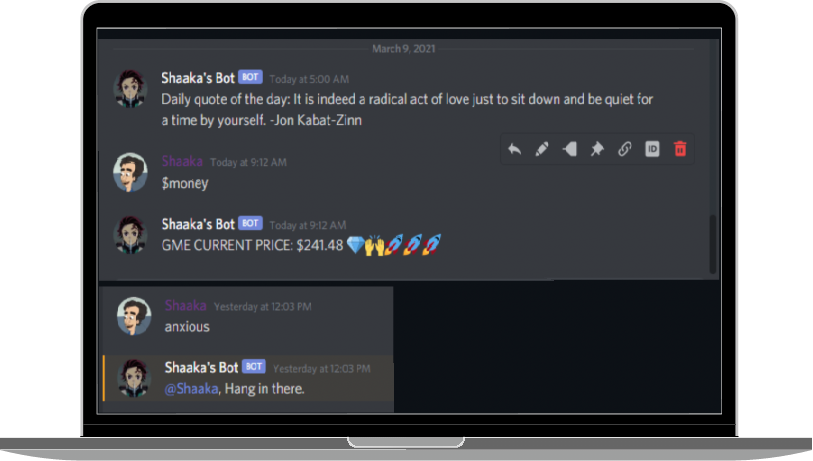 March 9, 2021
Shaaka's Bot BOT Today at 5:00 AM
Daily quote of the day: It is indeed a radical act of love just to sit down and be quiet for
a time by yourself. -Jon Kabat-Zinn
Shaaka Today at 9:12 AM
ID
$money
Shaaka's Bot BOT Today at 9:12 AM
GME CURRENT PRICE: $241.48 💎🙌🚀🚀🚀
Shaaka Yesterday at 12:03 PM
anxious
Shaaka's Bot BOT Yesterday at 12:03 PM
@Shaaka, Hang in there.